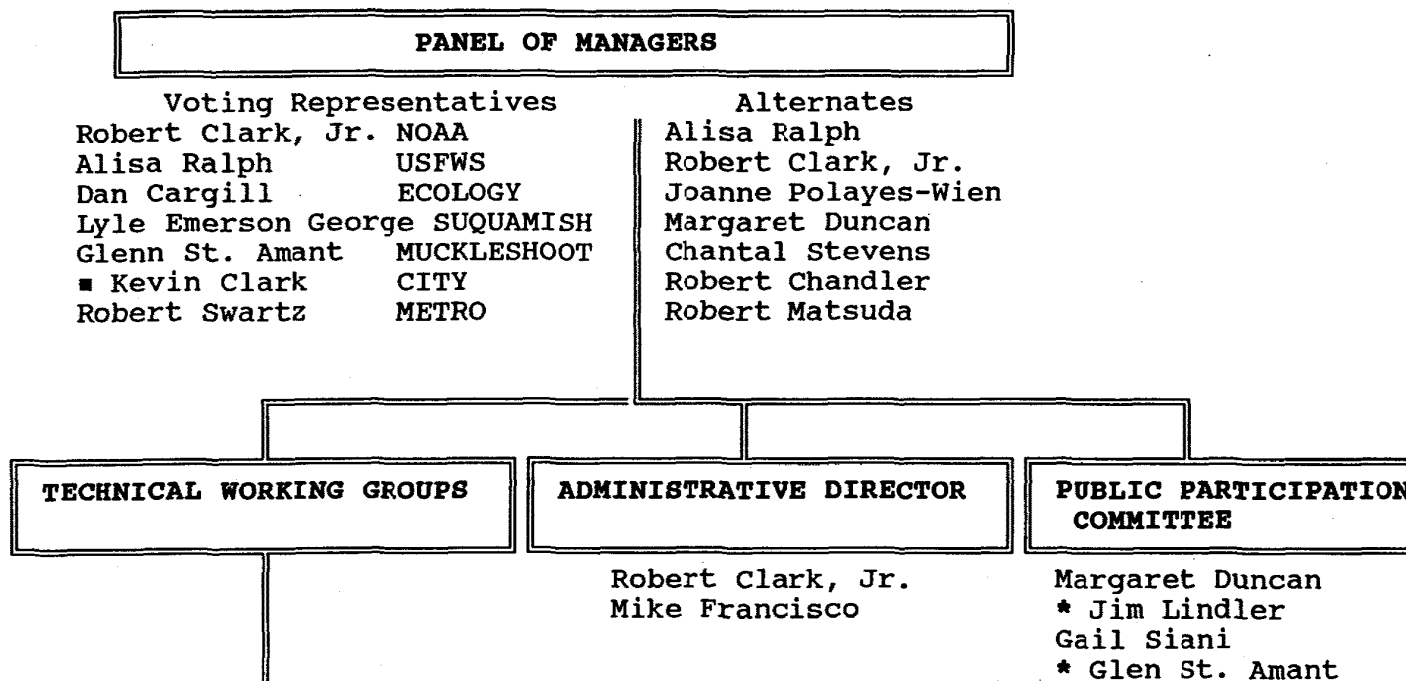 PANEL OF MANAGERS
Voting Representatives Alternates
Robert Clark, Jr. NOAA Alisa Ralph
Alisa Ralph USFWS Robert Clark, Jr.
Dan Cargill ECOLOGY Joanne Polayes-Wien
Lyle Emerson George SUQUAMISH Margaret Duncan
Glenn St. Amant MUCKLESHOOT Chantal Stevens
▪ Kevin Clark CITY Robert Chandler
Robert Swartz METRO Robert Matsuda
TECHNICAL WORKING GROUPS
ADMINISTRATIVE DIRECTOR
Robert Clark, Jr.
Mike Francisco
PUBLIC PARTICIPATION
COMMITTEE
Margaret Duncan
* Jim Lindler
Gail Siani
* Glen St. Amant